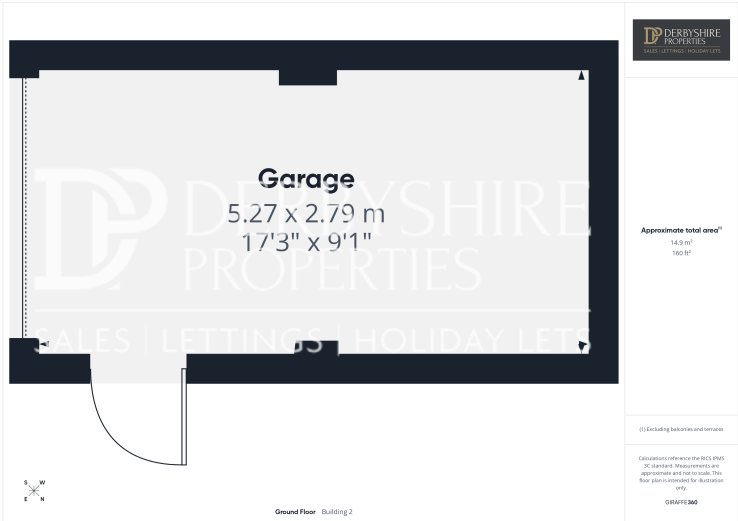 Garage
5.27 x 2.79 m
17'3" x 9'1"
DERBYSHIRE
PROPERTIES
SALES | LETTINGS | HOLIDAY LETS
S W
E N
Ground Floor Building 2
DERBYSHIRE
PROPERTIES
SALES | LETTINGS | HOLIDAY LETS
Approximate total area(1)
14.9 m²
160 ft²
(1) Excluding balconies and terraces
Calculations reference the RICS IPMS
3C standard. Measurements are
approximate and not to scale. This
floor plan is intended for illustration
only.
GIRAFFE360